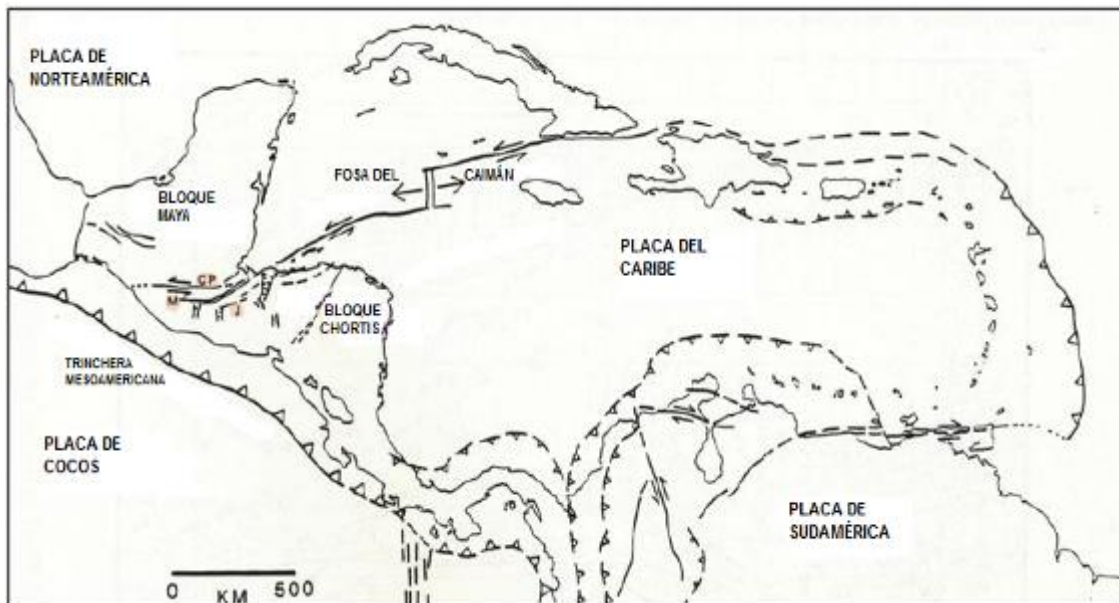 PLACA DE
NORTEAMÉRICA
FOSA DEL
CAIMÁN
BLOQUE
MAYA
PLACA DEL
CARIBE
CP
M
J
BLOQUE
CHORTIS
TRINCHERA
MESOAMERICANA
PLACA DE
COCOS
PLACA DE
SUDAMÉRICA
0 500
KM